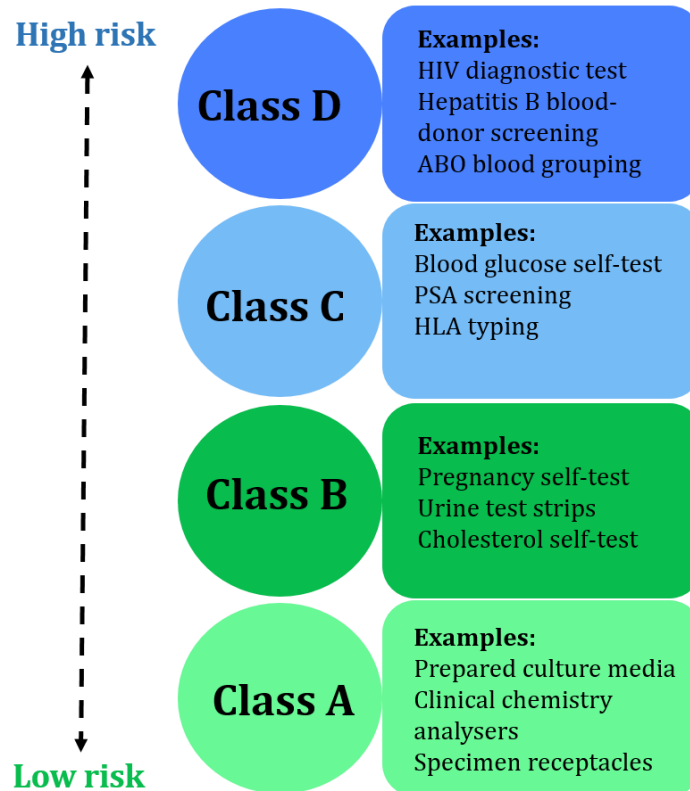 High risk
Class D
Examples:
HIV diagnostic test
Hepatitis B blood-
donor screening
ABO blood grouping
Class C
Examples:
Blood glucose self-test
PSA screening
HLA typing
Class B
Examples:
Pregnancy self-test
Urine test strips
Cholesterol self-test
Class A
Examples:
Prepared culture media
Clinical chemistry
analysers
Specimen receptacles
Low risk